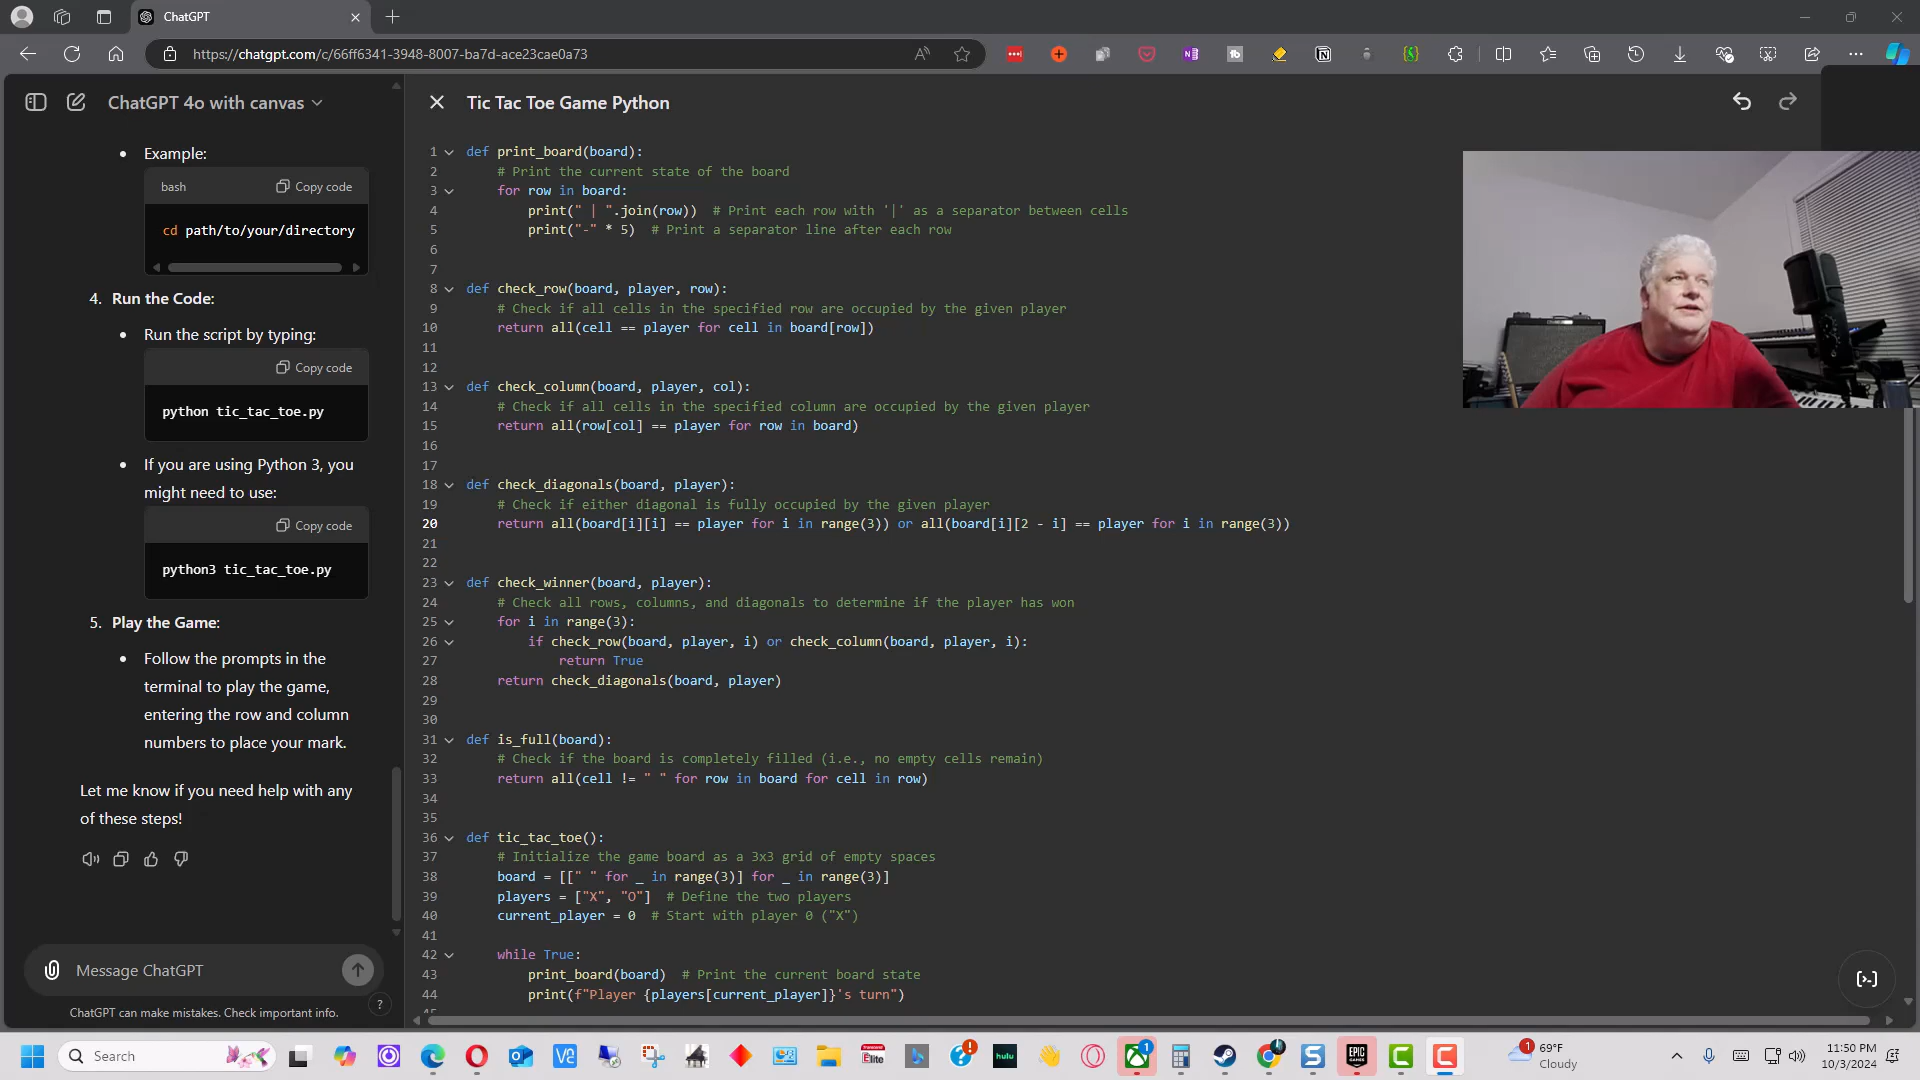 ChatGPT
https://chatgpt.com/c/66ff6341-3948-8007-ba7d-ace23cae0a73
ChatGPT 4o with canvas
Example:
bash
Copy code
cd path/to/your/directory
4. Run the Code:
Run the script by typing:
Copy code
python tic_tac_toe.py
If you are using Python 3, you
might need to use:
Copy code
python3 tic_tac_toe.py
5. Play the Game:
Follow the prompts in the
terminal to play the game,
entering the row and column
numbers to place your mark.
Let me know if you need help with any
of these steps!
Message ChatGPT
ChatGPT can make mistakes. Check important info.
?
Tic Tac Toe Game Python
1 def print_board(board):
2 # Print the current state of the board
3 for row in board:
4 print(" | ".join(row)) # Print each row with '|' as a separator between cells
5 print("-" * 5) # Print a separator line after each row
6
7
8 def check_row(board, player, row):
9 # Check if all cells in the specified row are occupied by the given player
10 return all(cell == player for cell in board[row])
11
12
13 def check_column(board, player, col):
14 # Check if all cells in the specified column are occupied by the given player
15 return all(row[col] == player for row in board)
16
17
18 def check_diagonals(board, player):
19 # Check if either diagonal is fully occupied by the given player
20 return all(board[i][i] == player for i in range(3)) or all(board[i][2 - i] == player for i in range(3))
21
22
23 def check_winner(board, player):
24 # Check all rows, columns, and diagonals to determine if the player has won
25 for i in range(3):
26 if check_row(board, player, i) or check_column(board, player, i):
27 return True
28 return check_diagonals(board, player)
29
30
31 def is_full(board):
32 # Check if the board is completely filled (i.e., no empty cells remain)
33 return all(cell != " " for row in board for cell in row)
34
35
36 def tic_tac_toe():
37 # Initialize the game board as a 3x3 grid of empty spaces
38 board = [[" " for _ in range(3)] for _ in range(3)]
39 players = ["X", "O"] # Define the two players
40 current_player = 0 # Start with player 0 ("X")
41
42 while True:
43 print_board(board) # Print the current board state
44 print(f"Player {players[current_player]}'s turn")
Search
hulu
Elite
EPIC
GAMES
1
1
69°F
Cloudy
11:50 PM
10/3/2024